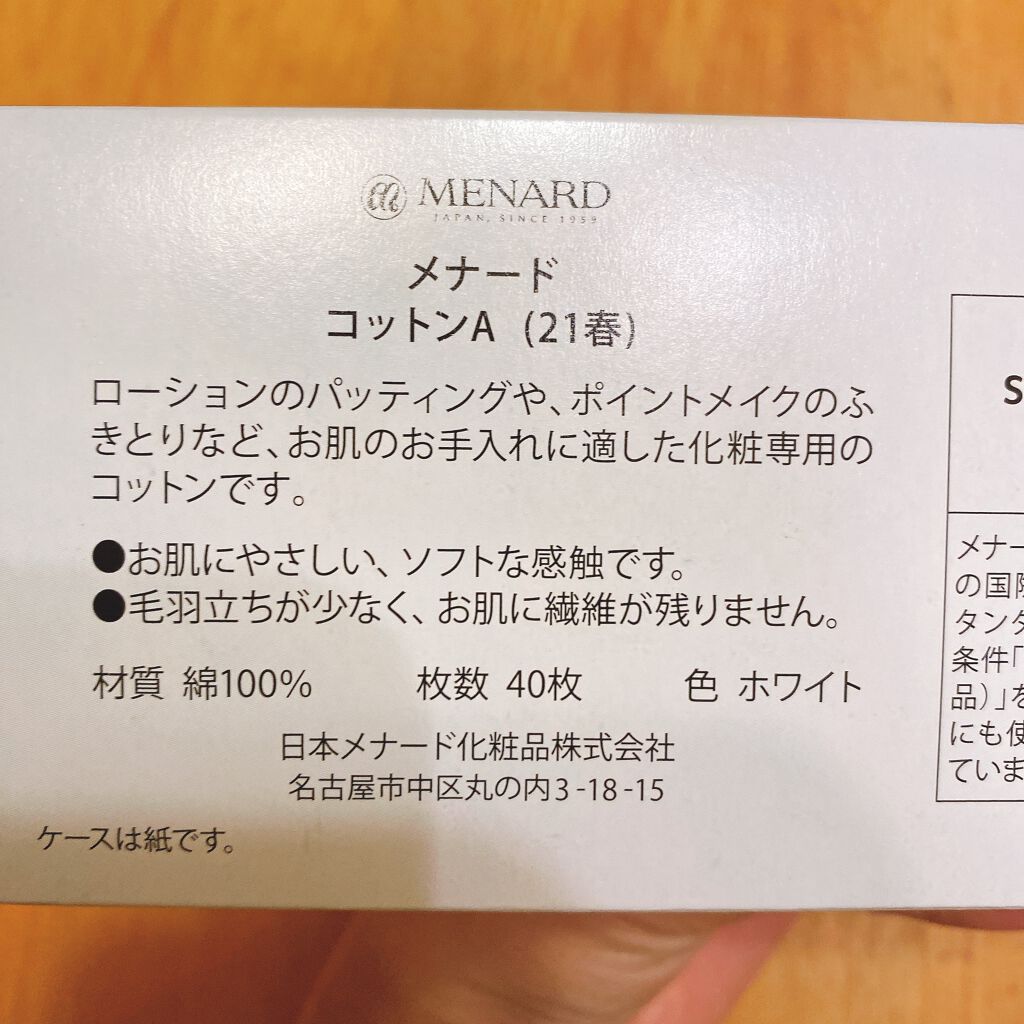 MENARD
JAPAN, SINCE 1959
メナード
コットンA (21春)
ローションのパッティングや、ポイントメイクのふ
きとりなど、お肌のお手入れに適した化粧専用の
コットンです。
●お肌にやさしい、ソフトな感触です。
●毛羽立ちが少なく、お肌に繊維が残りません。
材質 綿100% 枚数 40枚 色 ホワイト
日本メナード化粧品株式会社
名古屋市中区丸の内3-18-15
ケースは紙です。
S
メナー
の国際
タンダ
条件「
品）」を
にも使
ていま